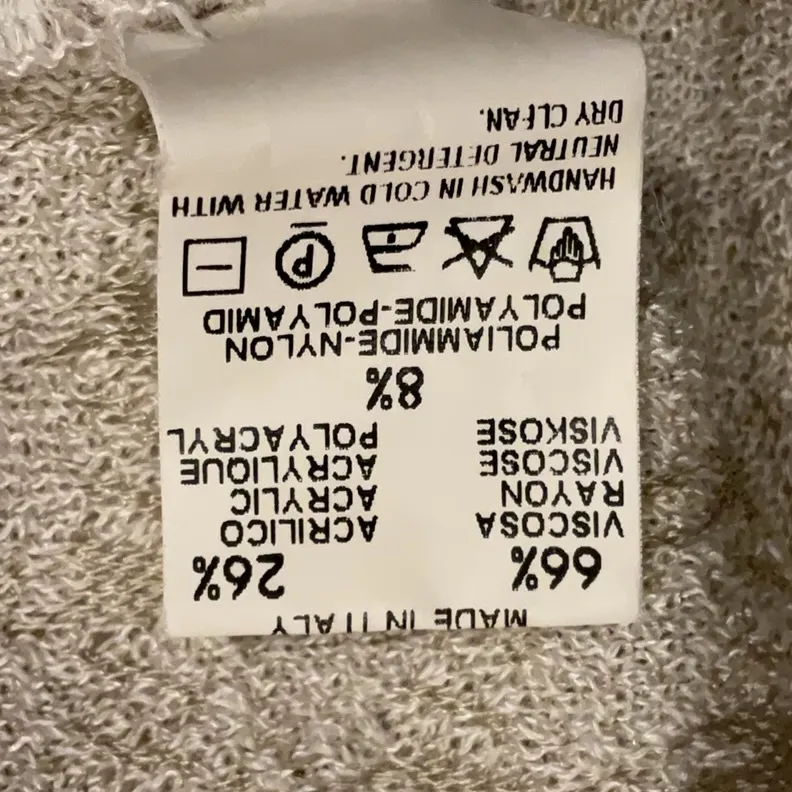 MADE IN ITALY
66% 26%
VISCOSA ACRILICO
RAYON ACRYLIC
VISCOSE ACRYLIQUE
VISKOSE POLYACRYL
8%
POLIAMMIDE-NYLON
POLYAMIDE-POLYAMID
P
HANDWASH IN COLD WATER WITH
NEUTRAL DETERGENT.
DRY CLEAN.